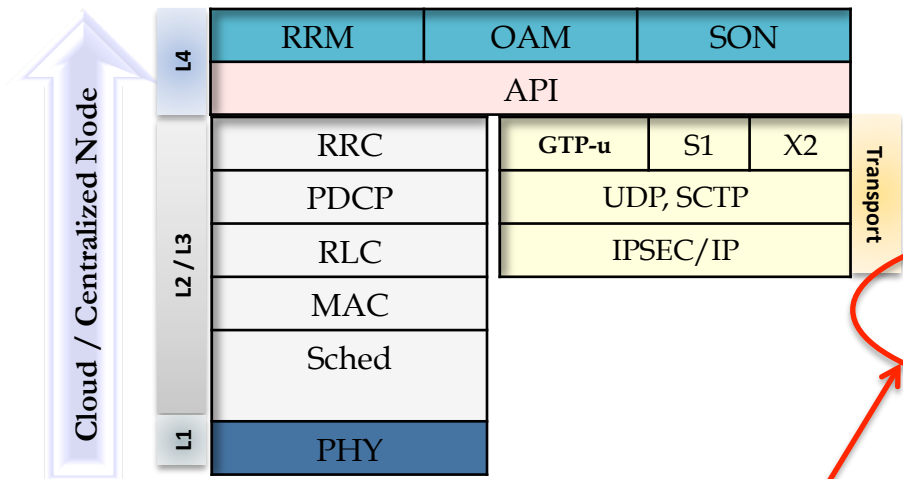 RRM OAM SON
L4
API
Cloud / Centralized Node
RRC GTP-u S1 X2
PDCP UDP, SCTP
Transport
RLC IPSEC/IP
L2 / L3
MAC
Sched
L1
PHY